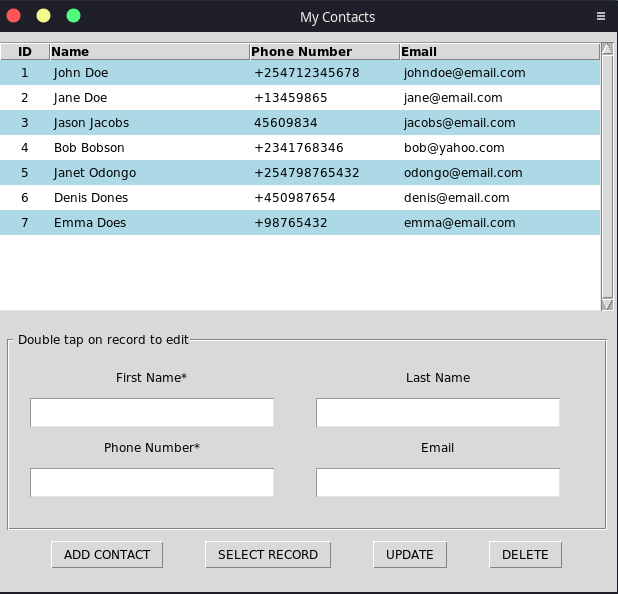 My Contacts
ID Name Phone Number Email
1 John Doe +254712345678 johndoe@email.com
2 Jane Doe +13459865 jane@email.com
3 Jason Jacobs 45609834 jacobs@email.com
4 Bob Bobson +2341768346 bob@yahoo.com
5 Janet Odongo +254798765432 odongo@email.com
6 Denis Dones +450987654 denis@email.com
7 Emma Does +98765432 emma@email.com
Double tap on record to edit
First Name* Last Name
Phone Number* Email
ADD CONTACT SELECT RECORD UPDATE DELETE